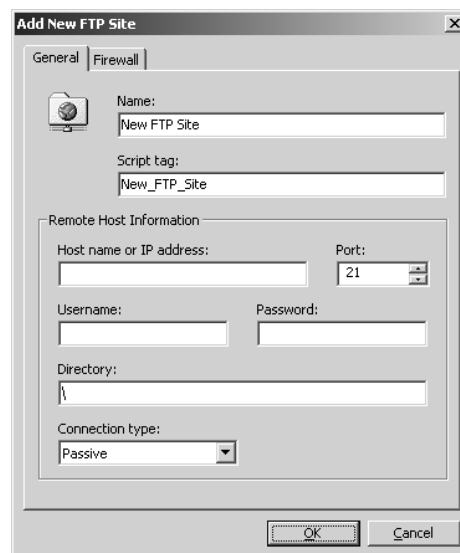 Add New FTP Site
General Firewall
Name:
New FTP Site
Script tag:
New_FTP_Site
Remote Host Information
Host name or IP address: Port:
21
Username: Password:
Directory:
\
Connection type:
Passive
OK Cancel